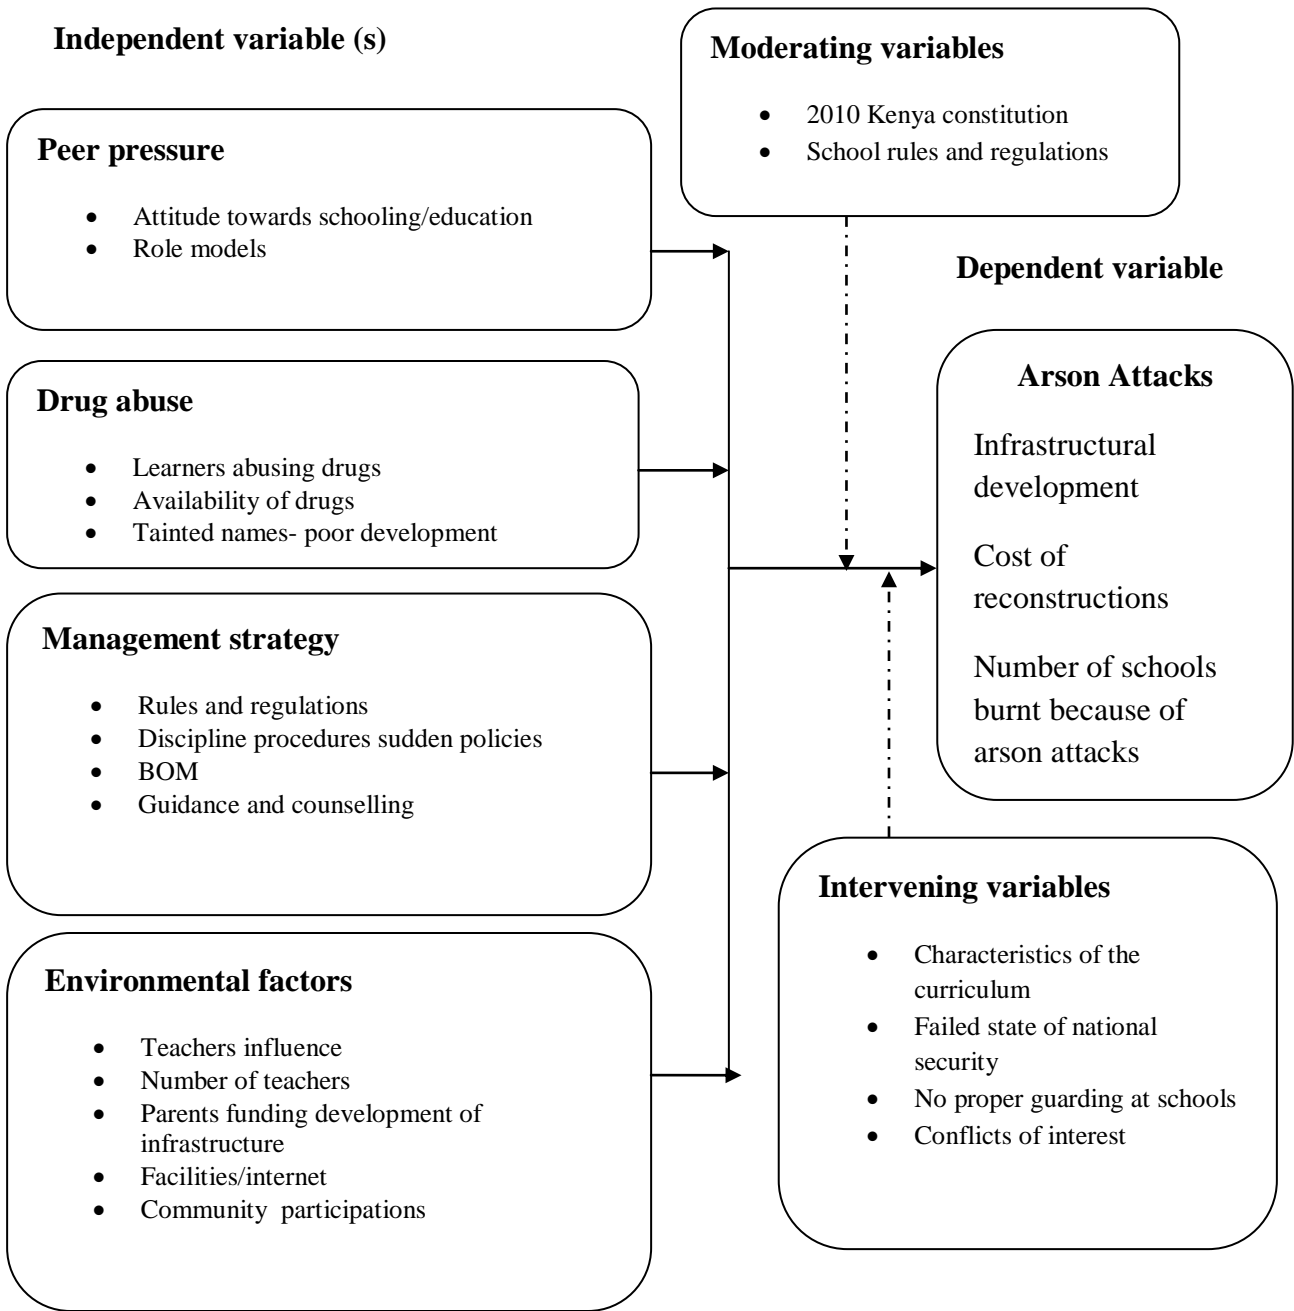 Independent variable (s)
Peer pressure
• Attitude towards schooling/education
• Role models
Drug abuse
• Learners abusing drugs
• Availability of drugs
• Tainted names- poor development
Management strategy
• Rules and regulations
• Discipline procedures sudden policies
• BOM
• Guidance and counselling
Environmental factors
• Teachers influence
• Number of teachers
• Parents funding development of
infrastructure
• Facilities/internet
• Community participations
Moderating variables
• 2010 Kenya constitution
• School rules and regulations
Dependent variable
Arson Attacks
Infrastructural
development
Cost of
reconstructions
Number of schools
burnt because of
arson attacks
Intervening variables
• Characteristics of the
curriculum
• Failed state of national
security
• No proper guarding at schools
• Conflicts of interest